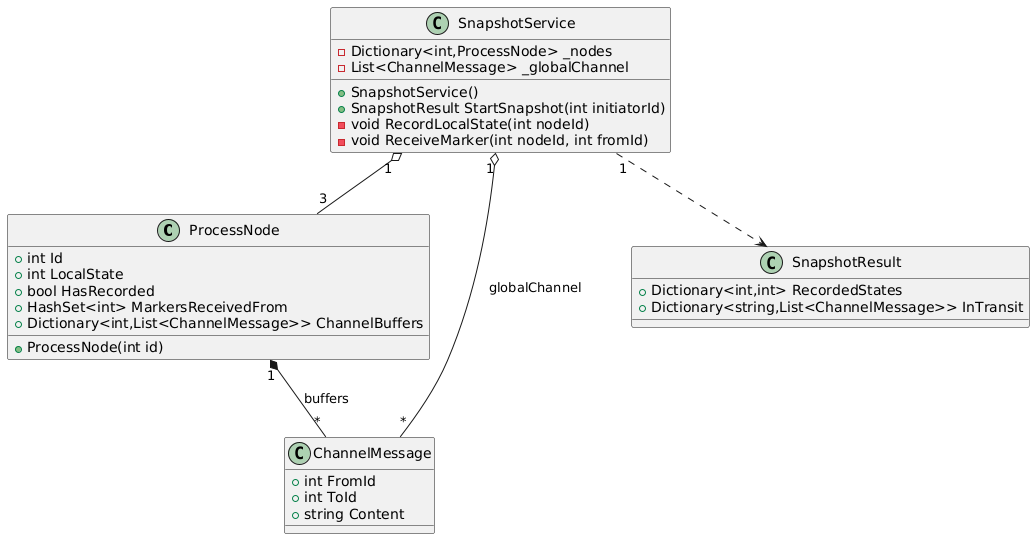 C SnapshotService
Dictionary<int,ProcessNode> _nodes
List<ChannelMessage> _globalChannel
SnapshotService()
SnapshotResult StartSnapshot(int initiatorId)
void RecordLocalState(int nodeId)
void ReceiveMarker(int nodeId, int fromId)
1
1
1
3
C ProcessNode
int Id
int LocalState
bool HasRecorded
HashSet<int> MarkersReceivedFrom
Dictionary<int,List<ChannelMessage>> ChannelBuffers
ProcessNode(int id)
globalChannel
C SnapshotResult
Dictionary<int,int> RecordedStates
Dictionary<string,List<ChannelMessage>> InTransit
1
buffers
*
*
C ChannelMessage
int FromId
int ToId
string Content